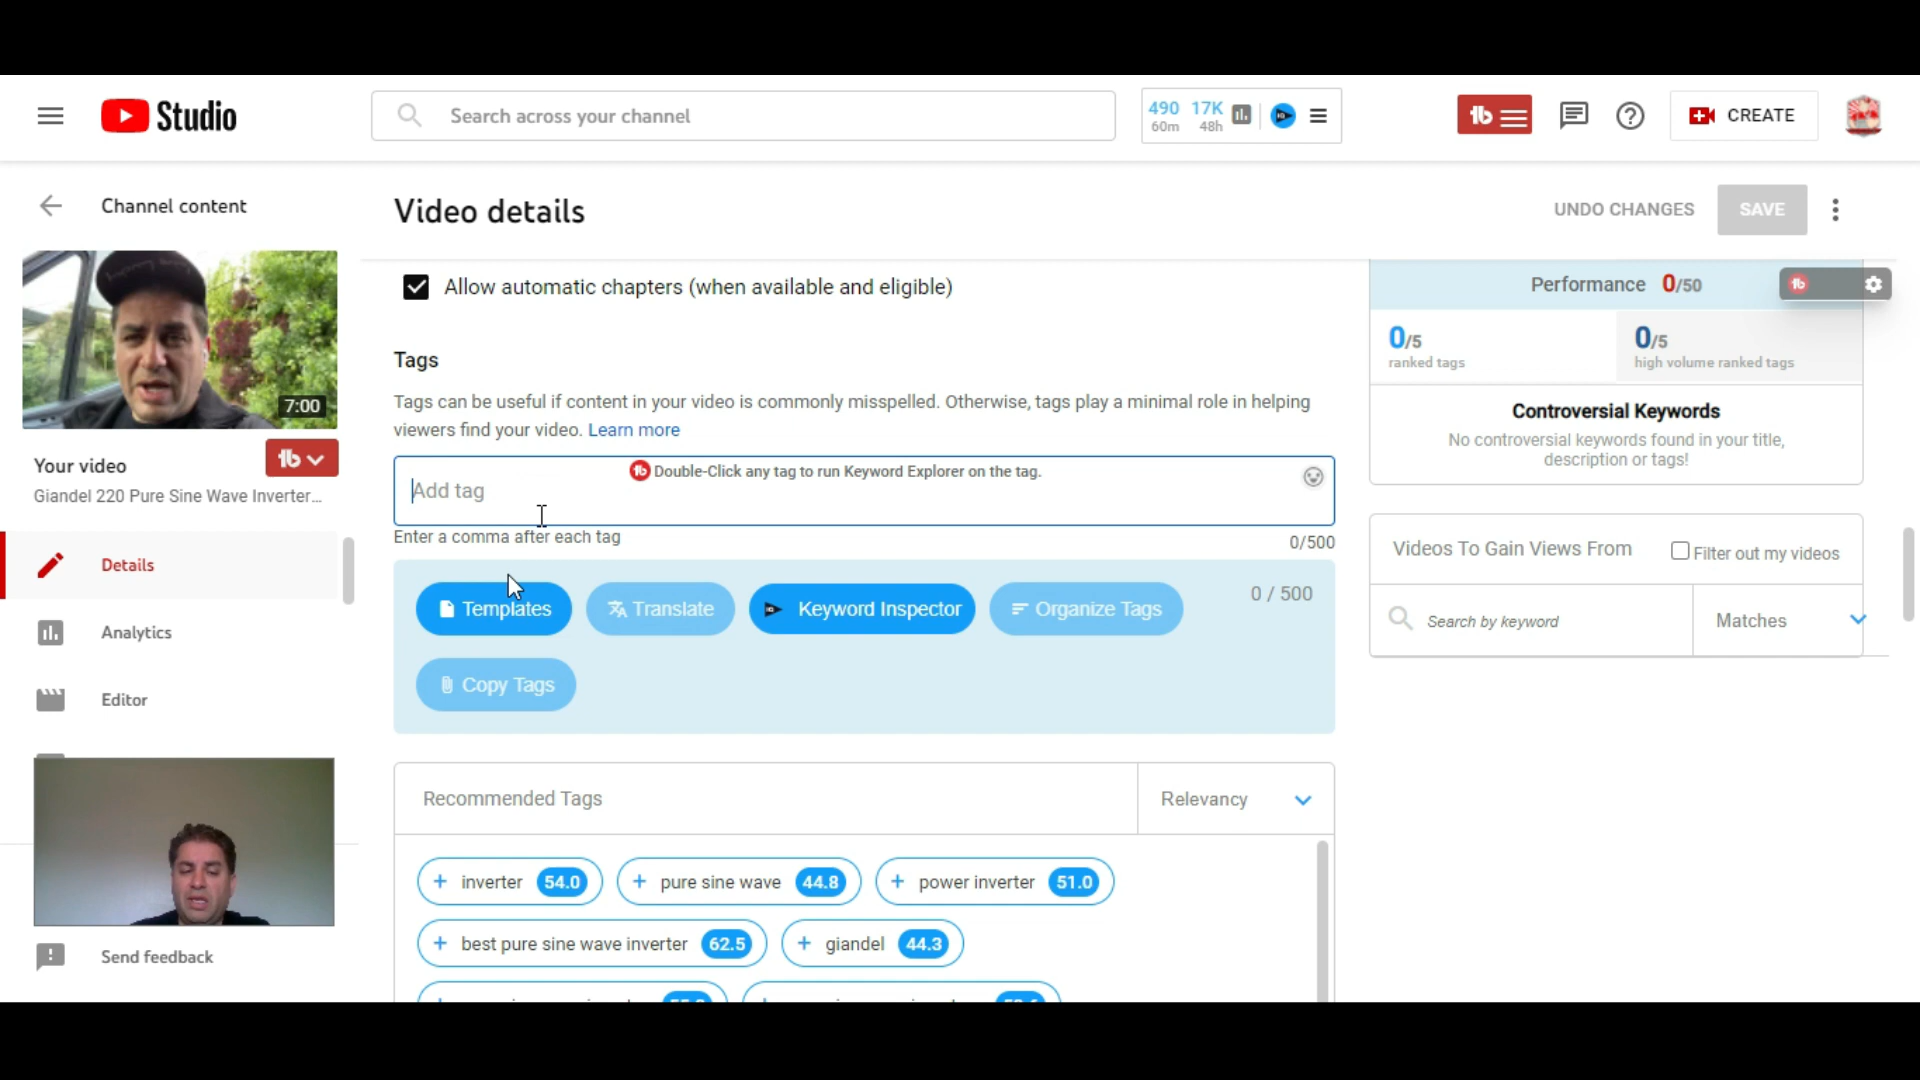 Studio
Search across your channel
490 17K
60m 48h
CREATE
Channel content
Video details
UNDO CHANGES
SAVE
7:00
Your video
Giandel 220 Pure Sine Wave Inverter...
Details
Analytics
Editor
Send feedback
Allow automatic chapters (when available and eligible)
Tags
Tags can be useful if content in your video is commonly misspelled. Otherwise, tags play a minimal role in helping
viewers find your video. Learn more
Double-Click any tag to run Keyword Explorer on the tag.
Add tag
Enter a comma after each tag
0/500
Templates
Translate
Keyword Inspector
Organize Tags
0 / 500
Copy Tags
Recommended Tags
Relevancy
+ inverter 54.0
+ pure sine wave 44.8
+ power inverter 51.0
+ best pure sine wave inverter 62.5
+ giandel 44.3
Performance 0/50
0/5
ranked tags
0/5
high volume ranked tags
Controversial Keywords
No controversial keywords found in your title,
description or tags!
Videos To Gain Views From
Filter out my videos
Search by keyword
Matches